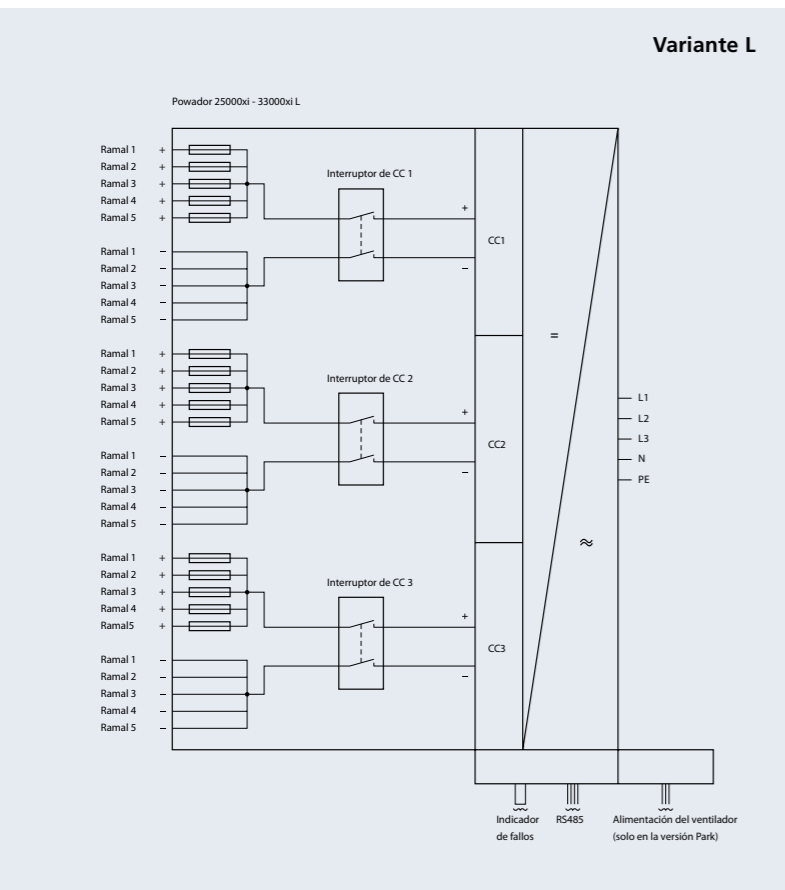 Variante L
Powador 25000xi - 33000xi L
Ramal 1 +
Ramal 2 +
Ramal 3 +
Ramal 4 +
Ramal 5 +
Interruptor de CC 1
+
CC1
–
Ramal 1 –
Ramal 2 –
Ramal 3 –
Ramal 4 –
Ramal 5 –
Ramal 1 +
Ramal 2 +
Ramal 3 +
Ramal 4 +
Ramal 5 +
Interruptor de CC 2
+
CC2
–
Ramal 1 –
Ramal 2 –
Ramal 3 –
Ramal 4 –
Ramal 5 –
Ramal 1 +
Ramal 2 +
Ramal 3 +
Ramal 4 +
Ramal5 +
Interruptor de CC 3
+
CC3
–
Ramal 1 –
Ramal 2 –
Ramal 3 –
Ramal 4 –
Ramal 5 –
=
≈
L1
L2
L3
N
PE
Indicador
de fallos
RS485
Alimentación del ventilador
(solo en la versión Park)